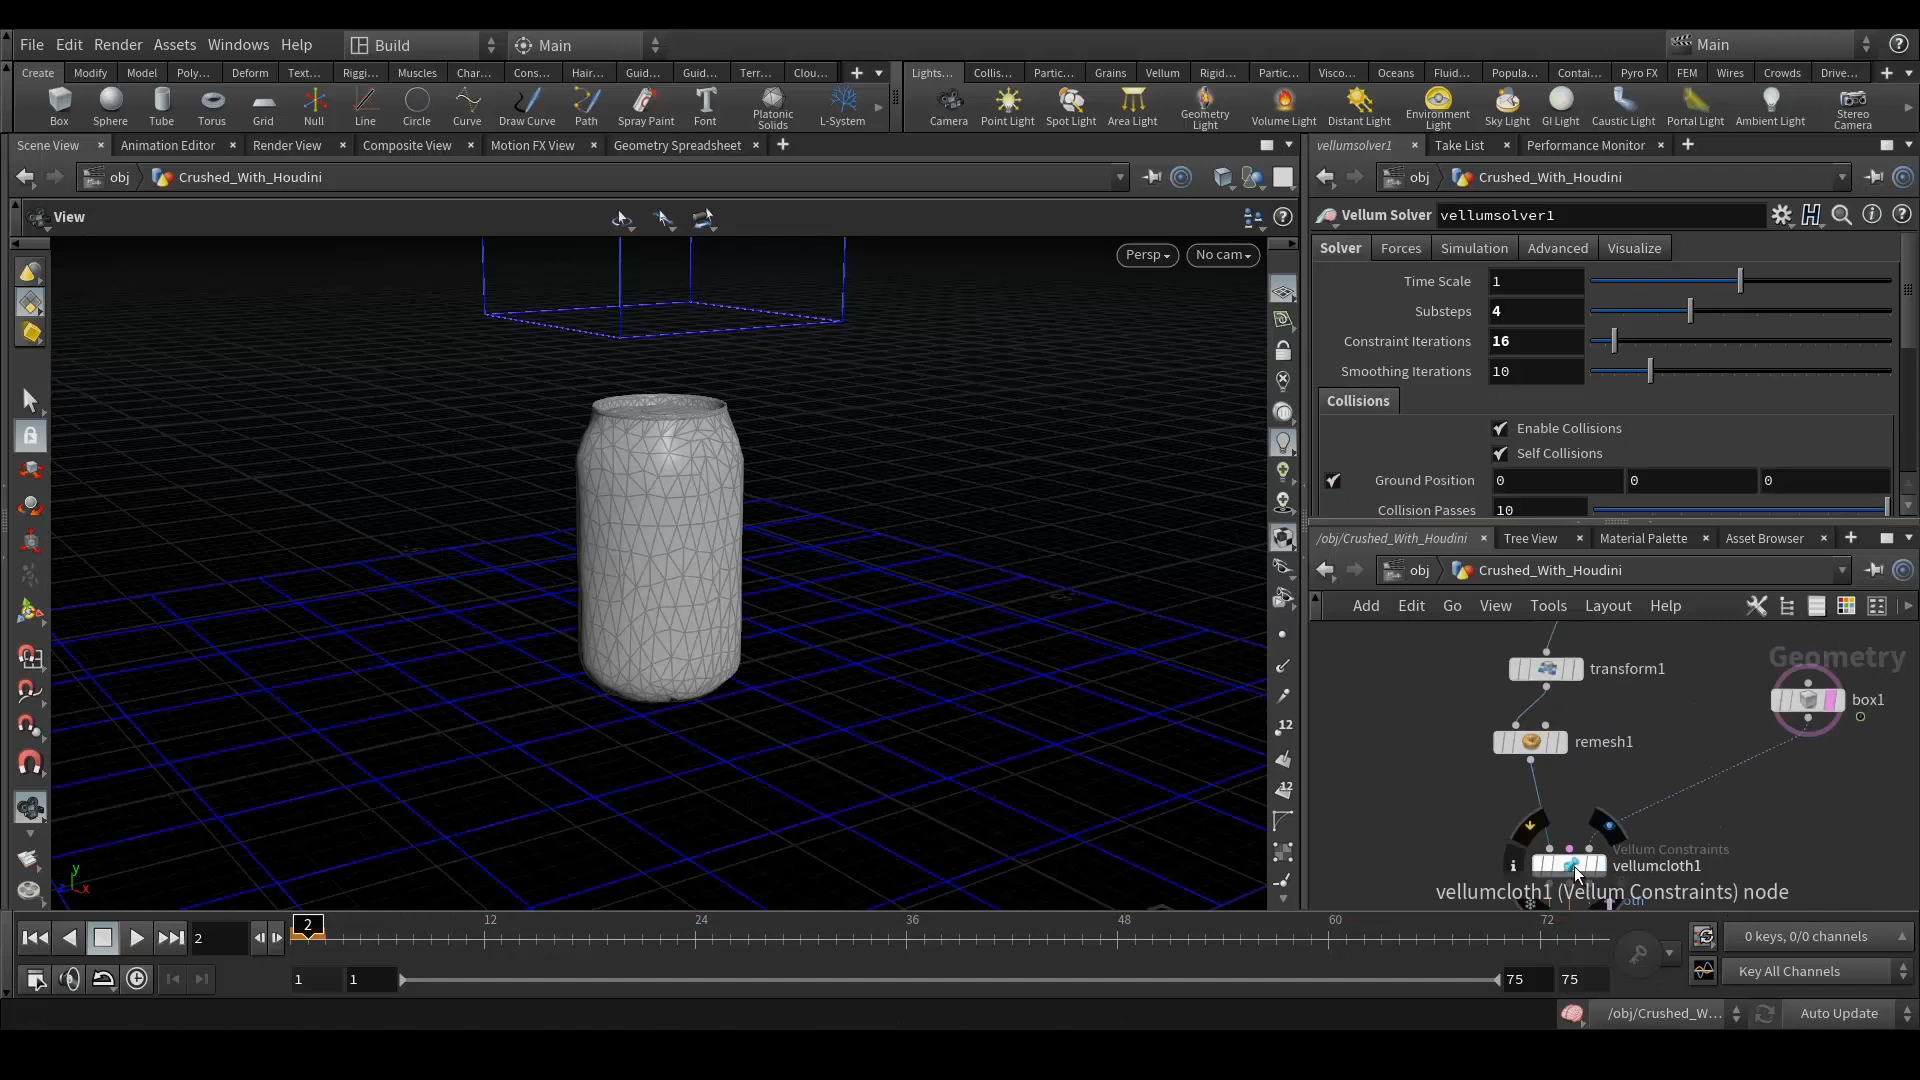 File Edit Render Assets Windows Help Build Main Main
Create Modify Model Poly... Deform Text... Riggi... Muscles Char... Cons... Hair... Guid... Guid... Terr... Clou... Lights... Collis... Partic... Grains Vellum Rigid... Partic... Visco... Oceans Fluid... Popula... Contai... Pyro FX FEM Wires Crowds Drive...
Box Sphere Tube Torus Grid Null Line Circle Curve Draw Curve Path Spray Paint Font Platonic Solids L-System Camera Point Light Spot Light Area Light Geometry Light Volume Light Distant Light Environment Light Sky Light GI Light Caustic Light Portal Light Ambient Light Stereo Camera
Scene View Animation Editor Render View Composite View Motion FX View Geometry Spreadsheet
obj Crushed_With_Houdini
View
Persp No cam
vellumsolver1 Take List Performance Monitor
obj Crushed_With_Houdini
Vellum Solver vellumsolver1
Solver Forces Simulation Advanced Visualize
Time Scale 1
Substeps 4
Constraint Iterations 16
Smoothing Iterations 10
Collisions
Enable Collisions
Self Collisions
Ground Position 0 0 0
Collision Passes 10
/obj/Crushed_With_Houdini Tree View Material Palette Asset Browser
obj Crushed_With_Houdini
Add Edit Go View Tools Layout Help
Geometry
transform1
box1
remesh1
Vellum Constraints
vellumcloth1
vellumcloth1 (Vellum Constraints) node
12
12
y
z x
2 2 12 24 36 48 60 72
0 keys, 0/0 channels
1 1 75 75
Key All Channels
/obj/Crushed_W... Auto Update